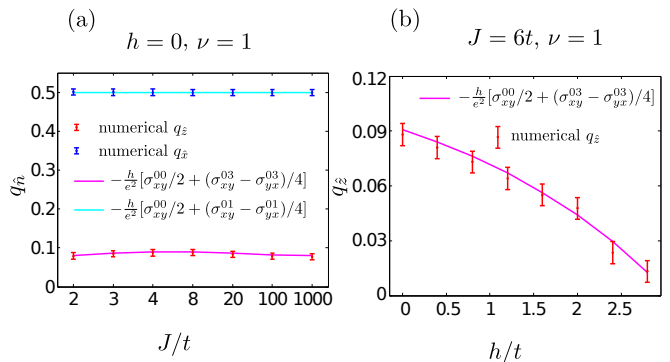 (a)
h = 0, ν = 1
0.5
0.4
0.3
0.2
0.1
0
q_n̂
numerical q_ẑ
numerical q_x̂
−h/e²[σ_xy^00/2 + (σ_xy^03 − σ_yx^03)/4]
−h/e²[σ_xy^00/2 + (σ_xy^01 − σ_yx^01)/4]
2 3 4 8 20 100 1000
J/t
(b)
J = 6t, ν = 1
0.12
0.09
0.06
0.03
0
q_ẑ
−h/e²[σ_xy^00/2 + (σ_xy^03 − σ_yx^03)/4]
numerical q_ẑ
0 0.5 1 1.5 2 2.5
h/t